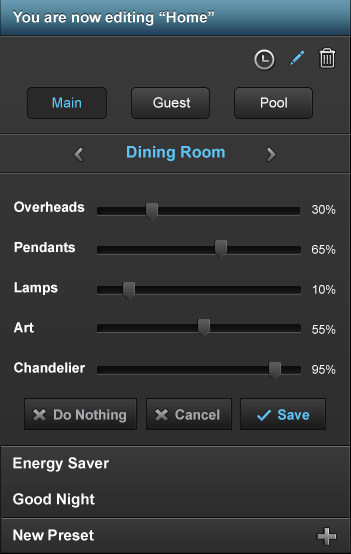 You are now editing “Home”
Main Guest Pool
Dining Room
Overheads 30%
Pendants 65%
Lamps 10%
Art 55%
Chandelier 95%
Do Nothing Cancel Save
Energy Saver
Good Night
New Preset